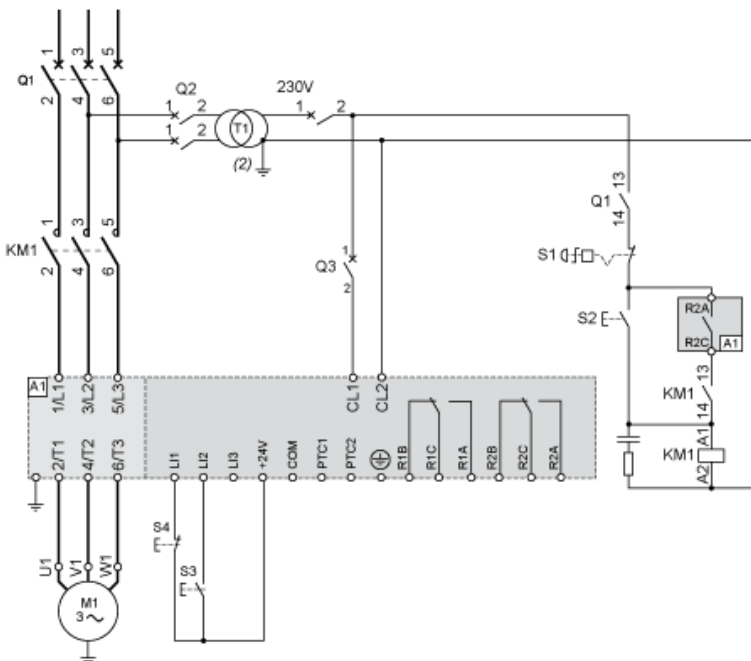 1 3 5
Q1
2 4 6
Q2
1 2
1 2
T1
(2)
230V
1 2
13
Q1
14
1 3 5
KM1
2 4 6
1
Q3
2
S1
S2
R2A
R2C
A1
13
KM1
14
A1
KM1
A2
A1
1/L1 3/L2 5/L3
CL1 CL2
2/T1 4/T2 6/T3
LI1 LI2 LI3 +24V COM PTC1 PTC2 R1B R1C R1A R2B R2C R2A
S4
S3
U1 V1 W1
M1
3